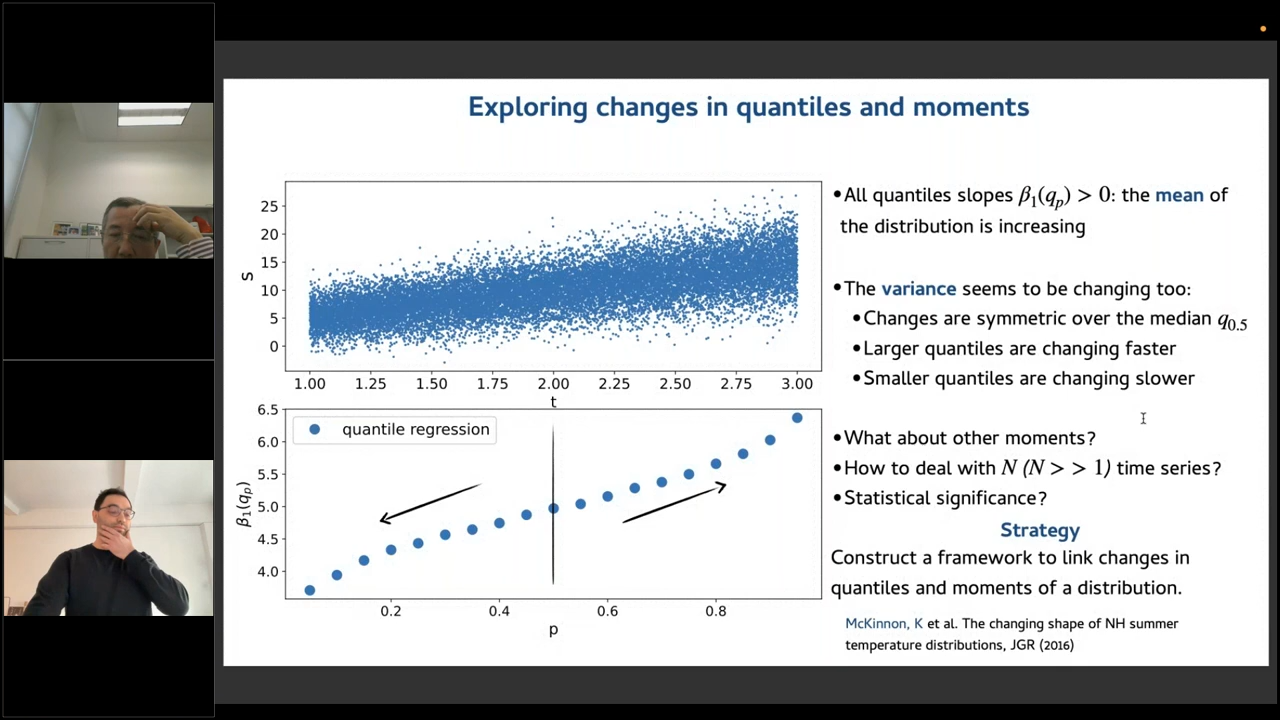 Exploring changes in quantiles and moments
25
20
15
10
5
0
s
1.00 1.25 1.50 1.75 2.00 2.25 2.50 2.75 3.00
t
6.5
6.0
5.5
5.0
4.5
4.0
β₁(qₚ)
quantile regression
0.2 0.4 0.6 0.8
p
•All quantiles slopes β₁(qₚ) > 0: the mean of
the distribution is increasing
•The variance seems to be changing too:
•Changes are symmetric over the median q₀.₅
•Larger quantiles are changing faster
•Smaller quantiles are changing slower
•What about other moments?
•How to deal with N (N > > 1) time series?
•Statistical significance?
Strategy
Construct a framework to link changes in
quantiles and moments of a distribution.
McKinnon, K et al. The changing shape of NH summer
temperature distributions, JGR (2016)